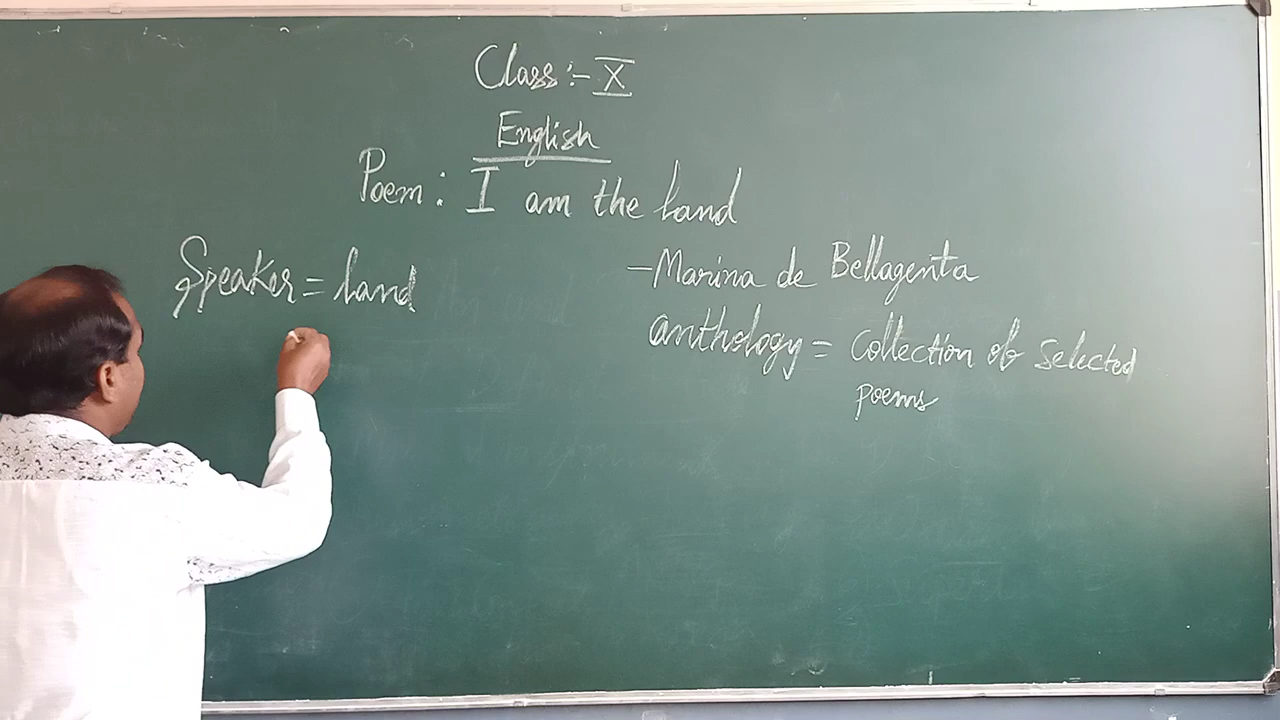 Class :- X
English
Poem : I am the land
Speaker = land
- Marina de Bellagenta
anthology = Collection of Selected
poems